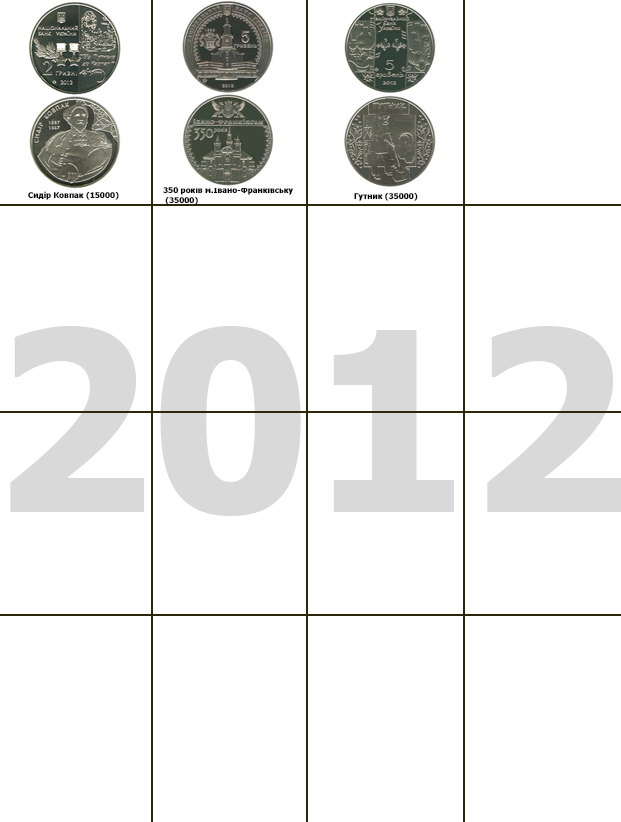 НАЦІОНАЛЬНИЙ
БАНК УКРАЇНИ
2 ГРИВНІ
2012
СИДІР КОВПАК
1887
1967
Сидір Ковпак (15000)
5
ГРИВЕНЬ
2012
ІВАНО-ФРАНКІВСЬК
350 років
350 років м.Івано-Франківську
(35000)
Національний
банк
України
5
гривень
2012
ГУТНИК
Гутник (35000)
2012